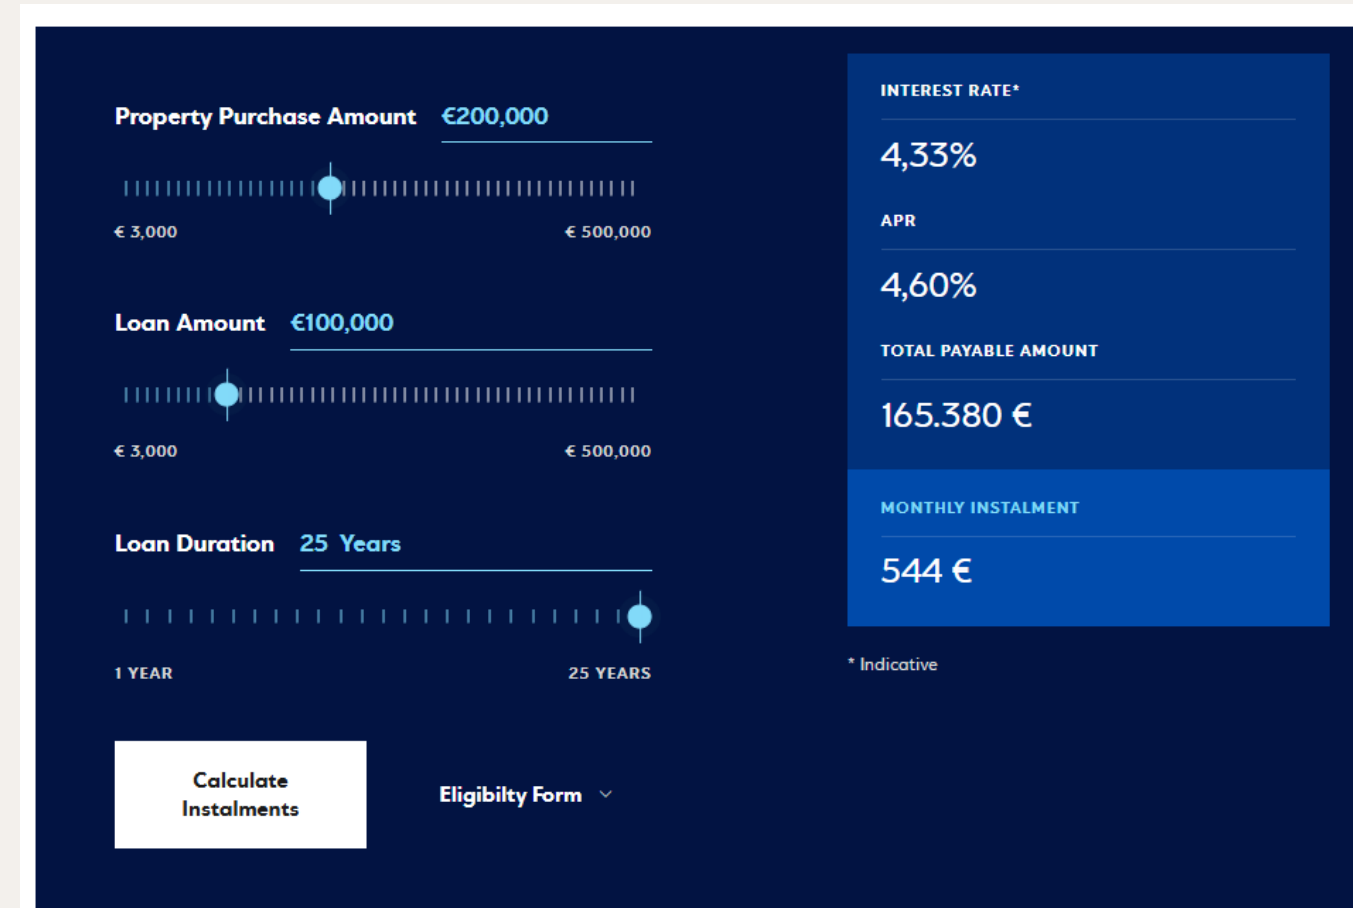 Property Purchase Amount €200,000
€ 3,000 € 500,000
Loan Amount €100,000
€ 3,000 € 500,000
Loan Duration 25 Years
1 YEAR 25 YEARS
Calculate
Instalments
Eligibilty Form
INTEREST RATE*
4,33%
APR
4,60%
TOTAL PAYABLE AMOUNT
165.380 €
MONTHLY INSTALMENT
544 €
* Indicative